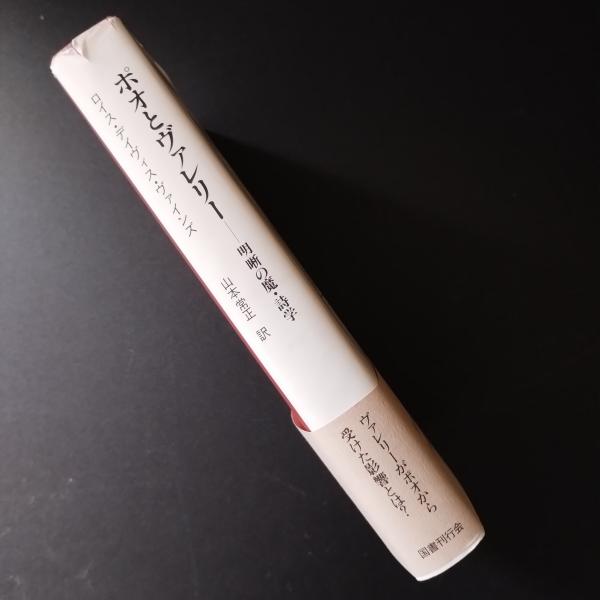 ポオとヴァレリー──明晰の魔・詩学
ロイス・デイヴィス・ヴァインズ
山本常正 訳
ヴァレリーがポオから
受けた影響とは?
国書刊行会